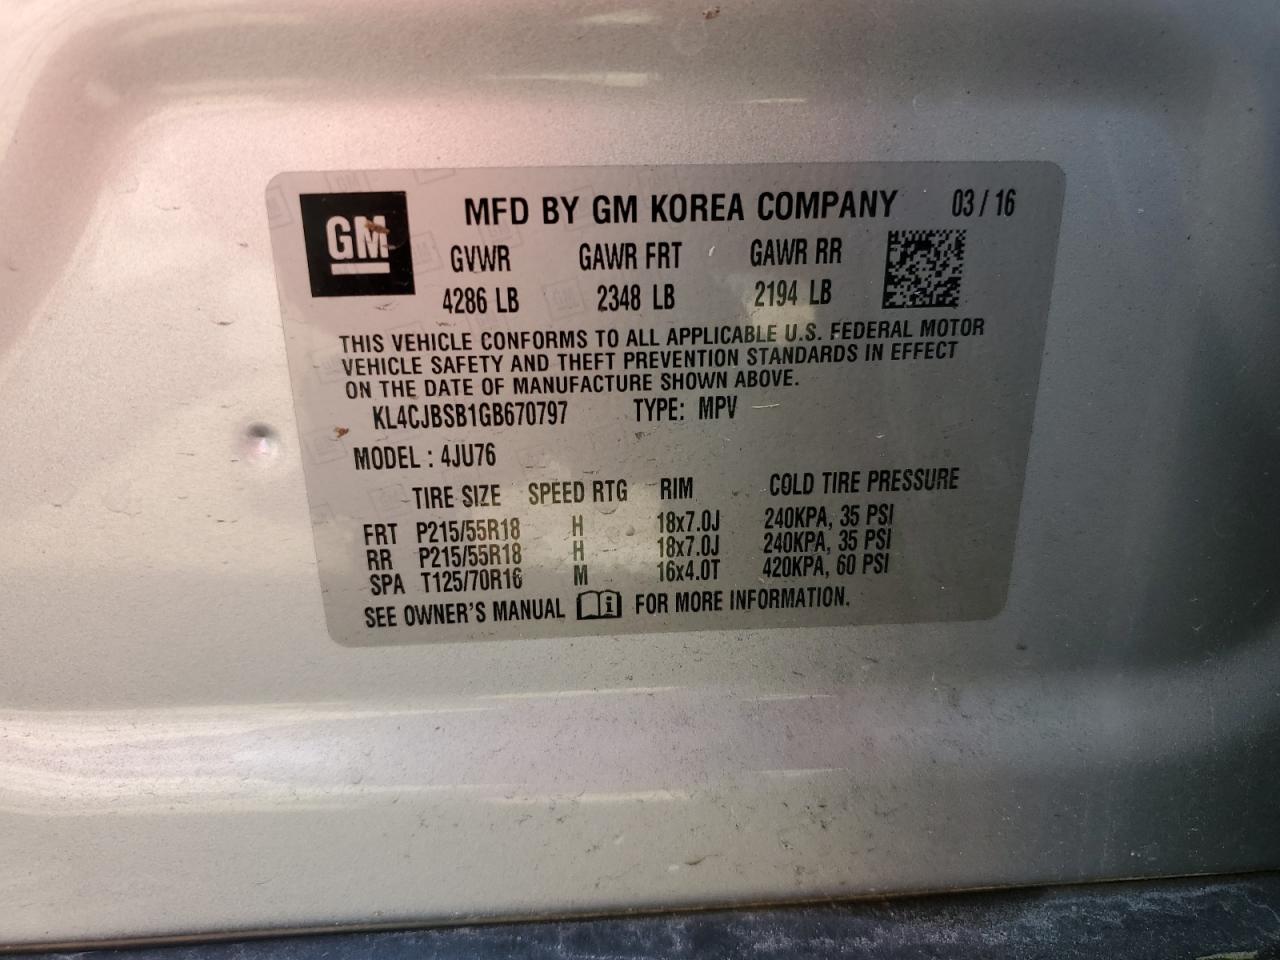 GM
MFD BY GM KOREA COMPANY 03 / 16
GVWR GAWR FRT GAWR RR
4286 LB 2348 LB 2194 LB
THIS VEHICLE CONFORMS TO ALL APPLICABLE U.S. FEDERAL MOTOR
VEHICLE SAFETY AND THEFT PREVENTION STANDARDS IN EFFECT
ON THE DATE OF MANUFACTURE SHOWN ABOVE.
KL4CJBSB1GB670797 TYPE: MPV
MODEL : 4JU76
TIRE SIZE SPEED RTG RIM COLD TIRE PRESSURE
FRT P215/55R18 H 18x7.0J 240KPA, 35 PSI
RR P215/55R18 H 18x7.0J 240KPA, 35 PSI
SPA T125/70R16 M 16x4.0T 420KPA, 60 PSI
SEE OWNER'S MANUAL i FOR MORE INFORMATION.